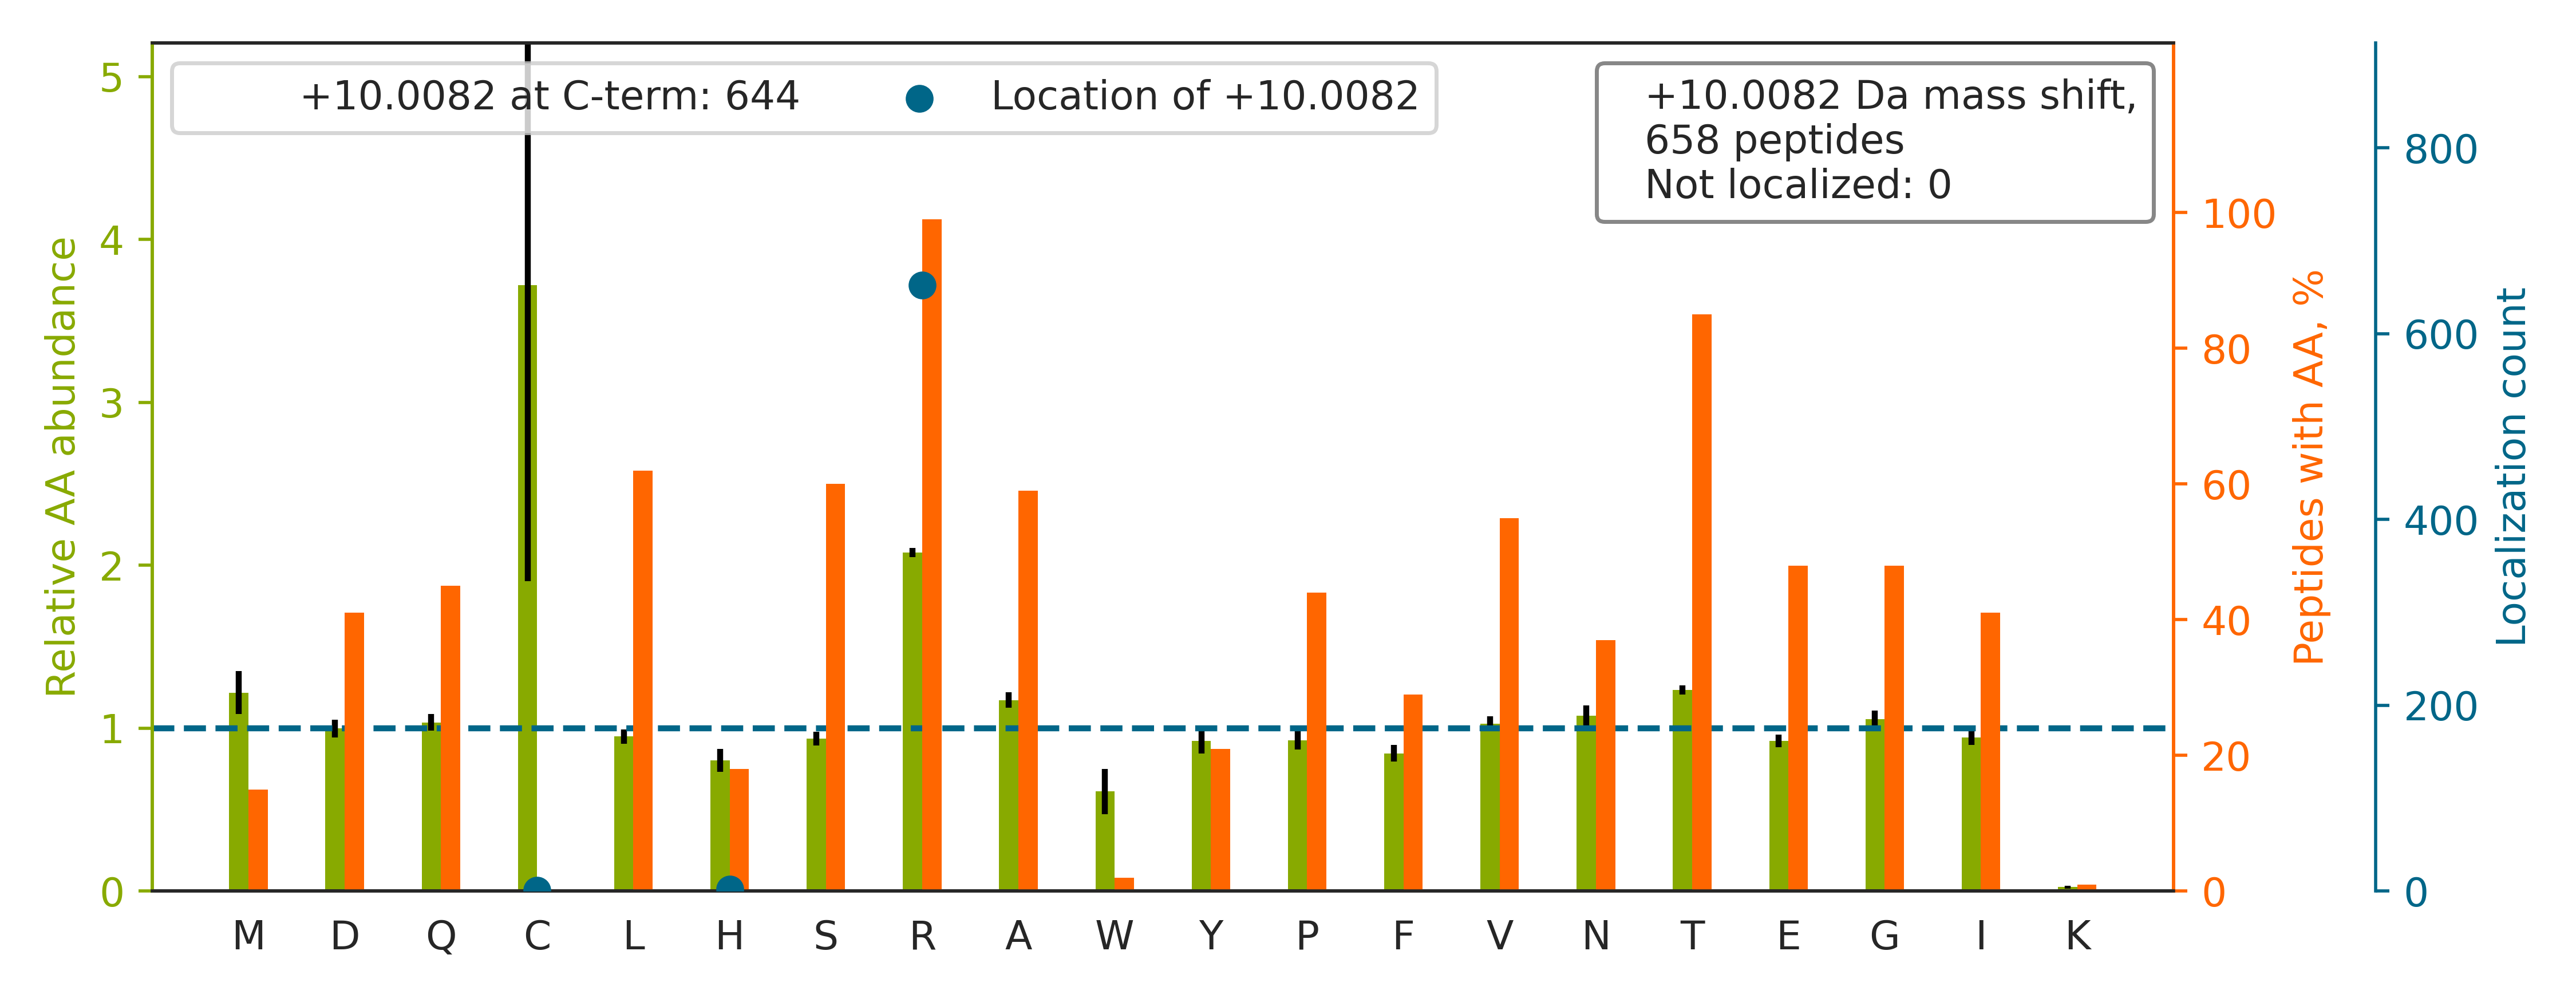 +10.0082 at C-term: 644
Location of +10.0082
+10.0082 Da mass shift,
658 peptides
Not localized: 0
Relative AA abundance
5
4
3
2
1
0
M D Q C L H S R A W Y P F V N T E G I K
100
80
60
40
20
0
Peptides with AA, %
800
600
400
200
0
Localization count